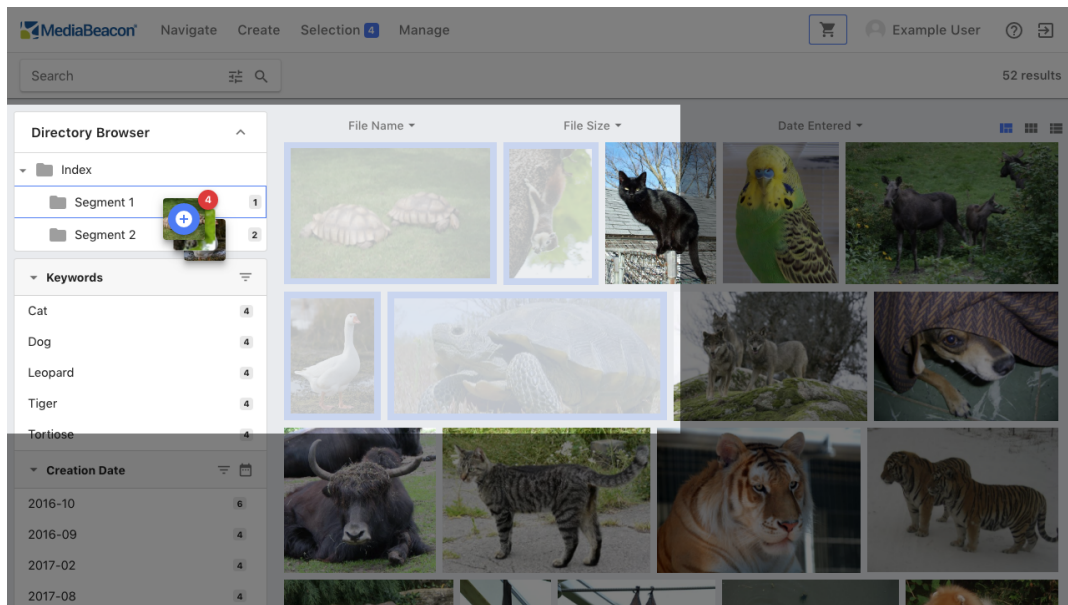 MediaBeacon Navigate Create Selection 4 Manage Example User
Search 52 results
Directory Browser
File Name File Size Date Entered
Index
Segment 1 1
4
Segment 2 2
Keywords
Cat 4
Dog 4
Leopard 4
Tiger 4
Tortiose 4
Creation Date
2016-10 6
2016-09 4
2017-02 4
2017-08 4